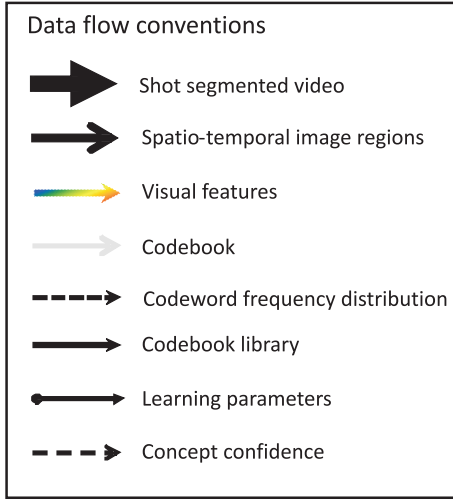 Data flow conventions
Shot segmented video
Spatio-temporal image regions
Visual features
Codebook
Codeword frequency distribution
Codebook library
Learning parameters
Concept confidence